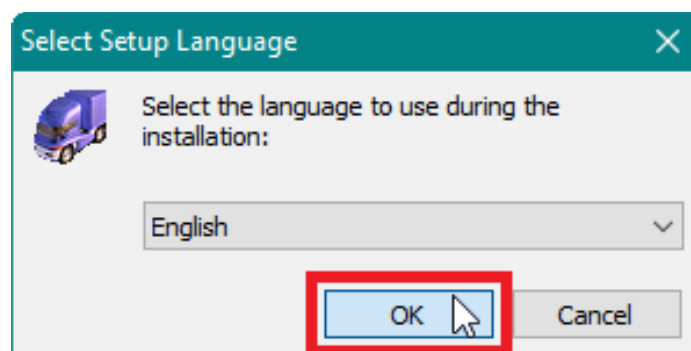 Select Setup Language
Select the language to use during the
installation:
English
OK
Cancel